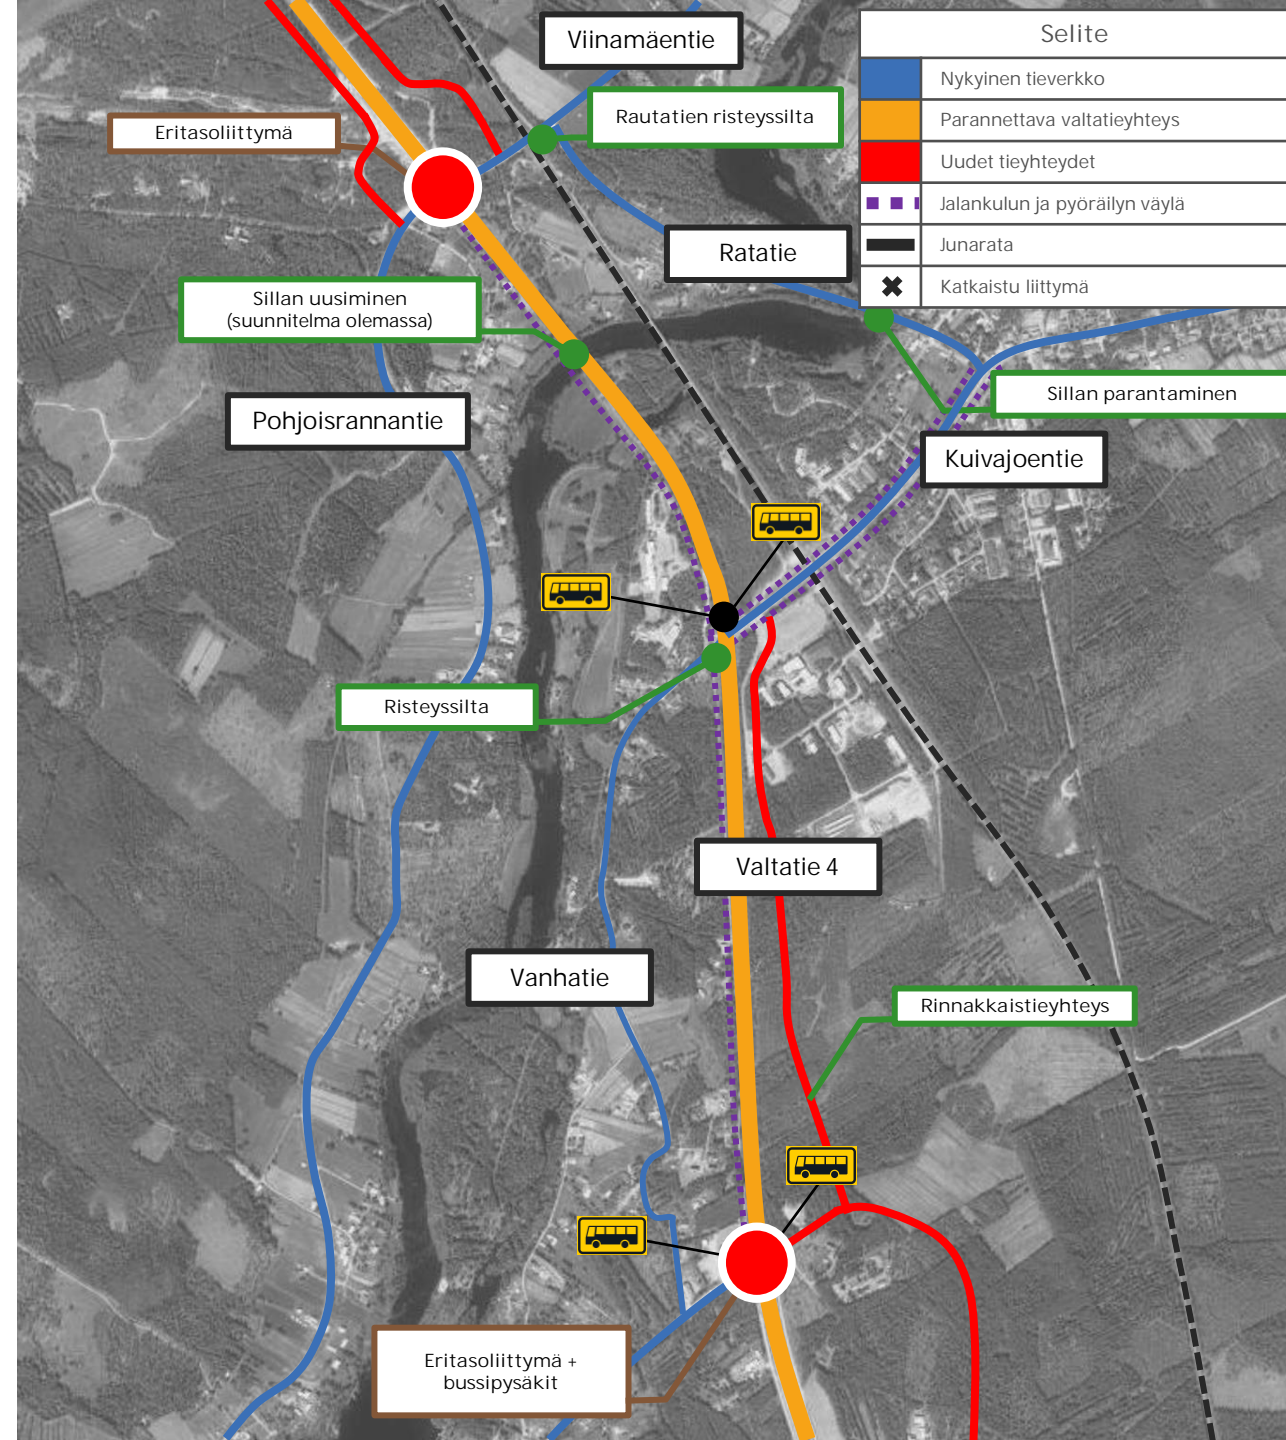 Viinamäentie
Selite
Nykyinen tieverkko
Parannettava valtatieyhteys
Uudet tieyhteydet
Jalankulun ja pyöräilyn väylä
Junarata
Katkaistu liittymä
Rautatien risteyssilta
Eritasoliittymä
Ratatie
Sillan uusiminen
(suunnitelma olemassa)
Sillan parantaminen
Pohjoisrannantie
Kuivajoentie
Risteyssilta
Valtatie 4
Vanhatie
Rinnakkaistieyhteys
Eritasoliittymä +
bussipysäkit